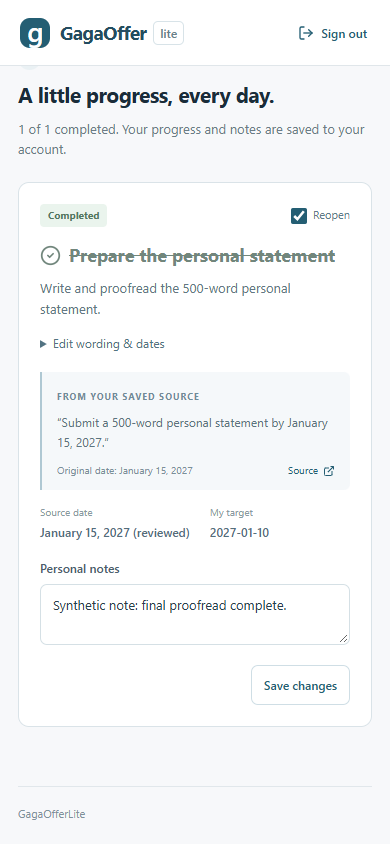 g GagaOffer lite
Sign out
A little progress, every day.
1 of 1 completed. Your progress and notes are saved to your
account.
Completed
Reopen
Prepare the personal statement
Write and proofread the 500-word personal
statement.
Edit wording & dates
FROM YOUR SAVED SOURCE
“Submit a 500-word personal statement by January
15, 2027.”
Original date: January 15, 2027
Source
Source date
My target
January 15, 2027 (reviewed)
2027-01-10
Personal notes
Synthetic note: final proofread complete.
Save changes
GagaOfferLite